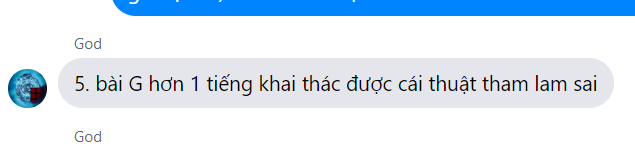 God
5. bài G hơn 1 tiếng khai thác được cái thuật tham lam sai
God